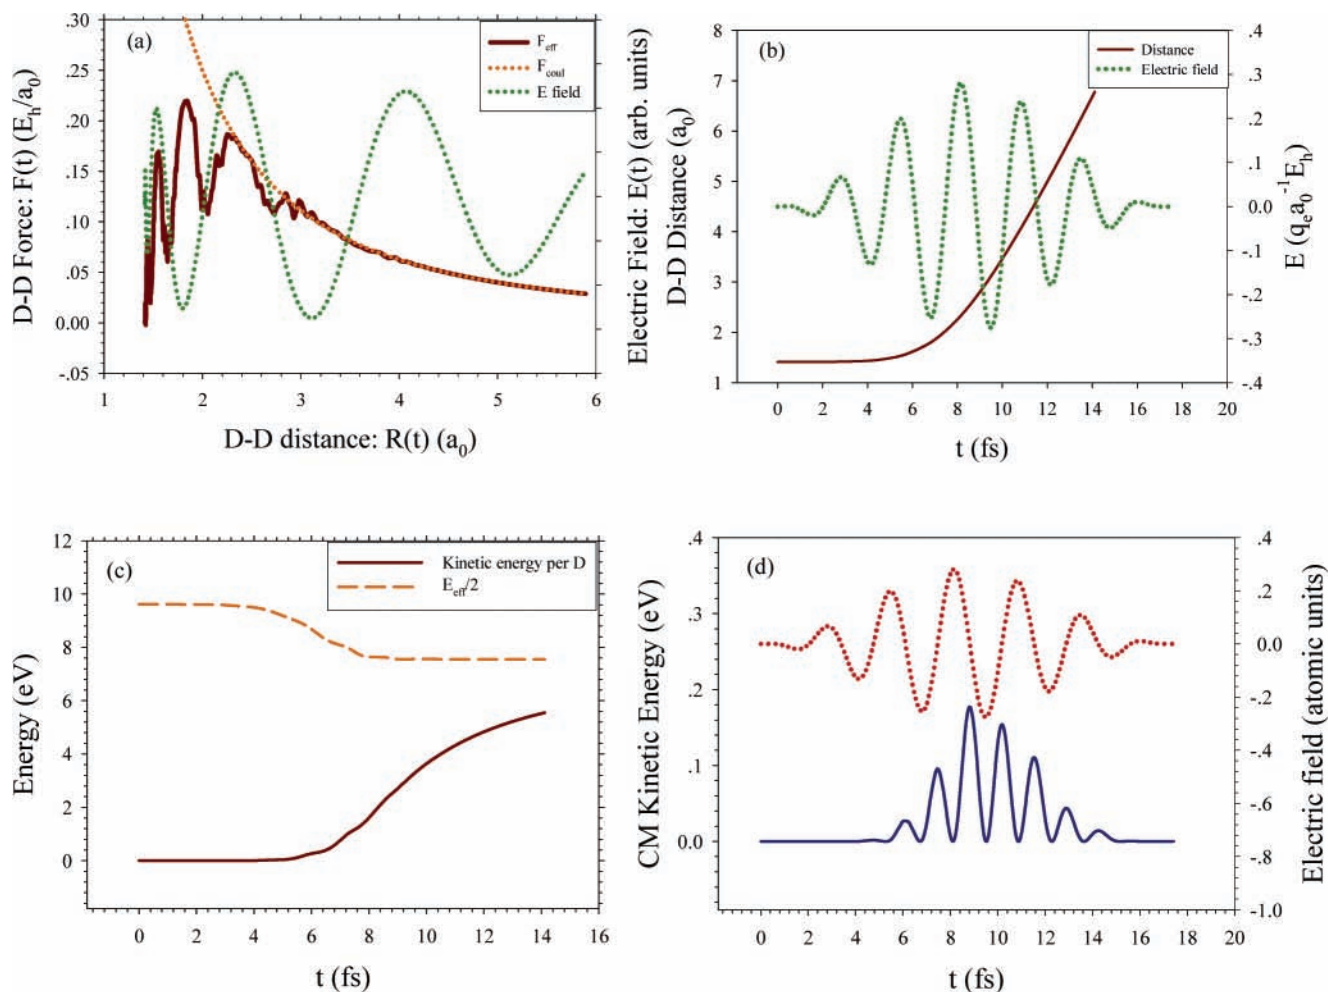 (a)
F_eff
F_coul
E field
.30
.25
.20
.15
.10
.05
0.00
-.05
D-D Force: F(t) (E_h/a_0)
Electric Field: E(t) (arb. units)
1 2 3 4 5 6
D-D distance: R(t) (a_0)
(b)
Distance
Electric field
8
7
6
5
4
3
2
1
D-D Distance (a_0)
.4
.3
.2
.1
0.0
-.1
-.2
-.3
-.4
E (q_e a_0^-1 E_h)
0 2 4 6 8 10 12 14 16 18 20
t (fs)
(c)
Kinetic energy per D
E_eff/2
12
10
8
6
4
2
0
Energy (eV)
0 2 4 6 8 10 12 14 16
t (fs)
(d)
.4
.3
.2
.1
0.0
CM Kinetic Energy (eV)
.4
.2
0.0
-.2
-.4
-.6
-.8
-1.0
Electric field (atomic units)
0 2 4 6 8 10 12 14 16 18 20
t (fs)